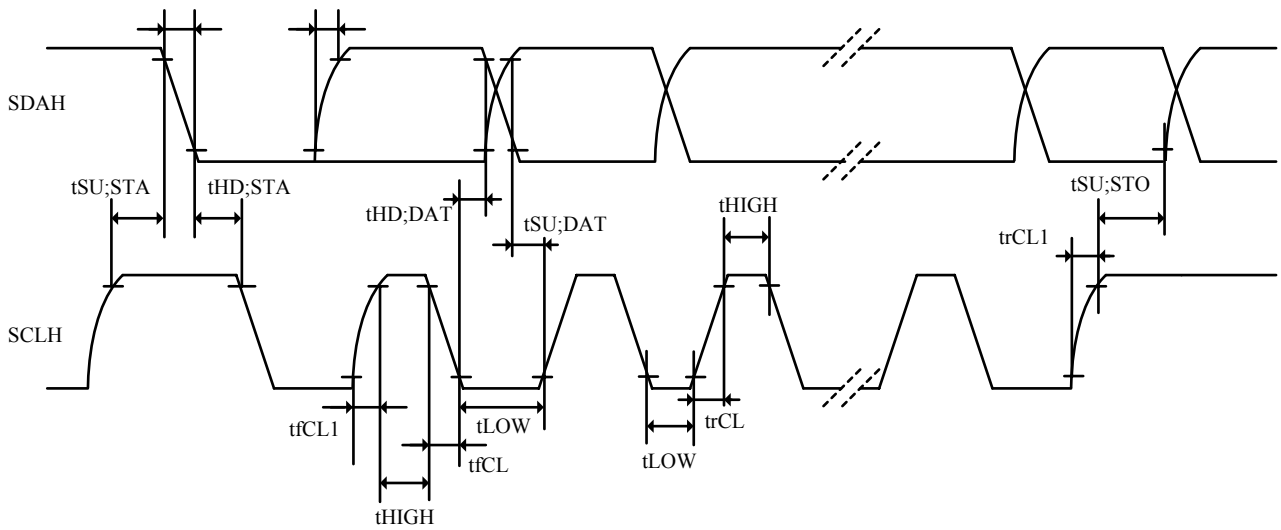 SDAH
tSU;STA
tHD;STA
tHD;DAT
tSU;DAT
tHIGH
tSU;STO
trCL1
SCLH
tfCL1
tHIGH
tfCL
tLOW
tLOW
trCL